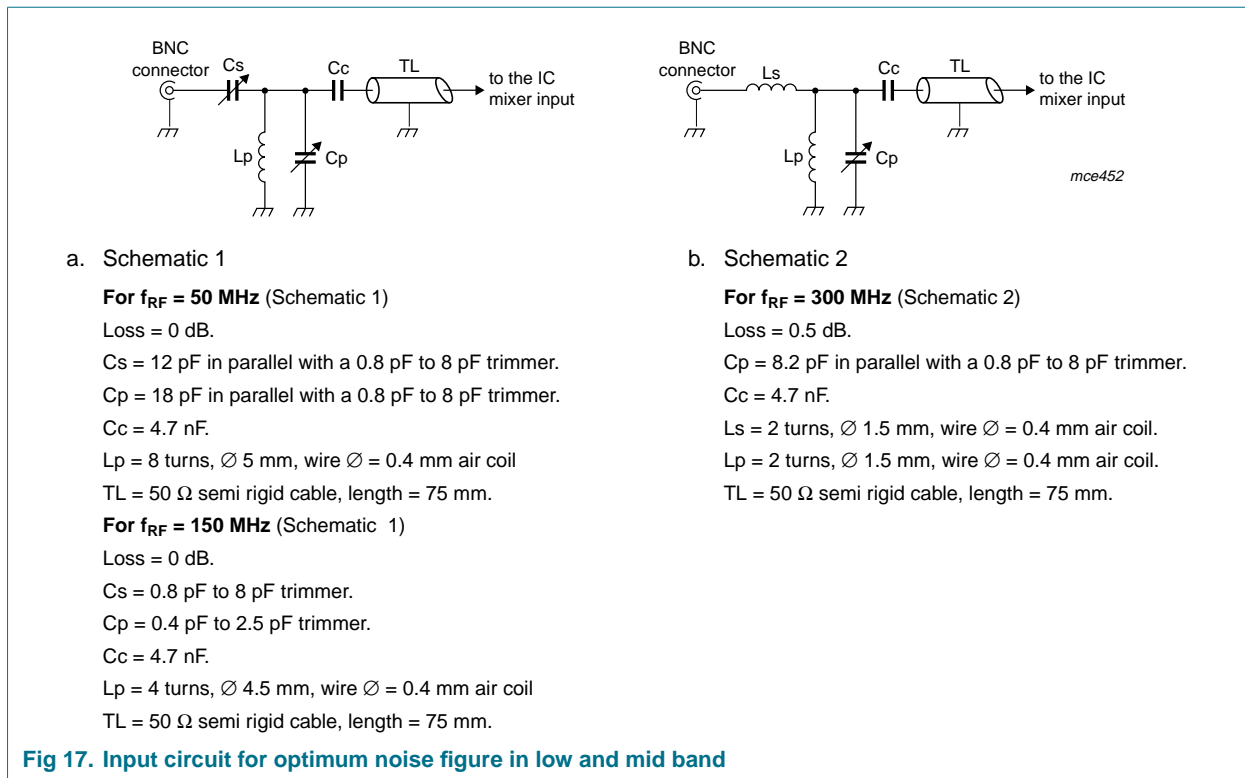 BNC
connector
Cs
Cc
TL
to the IC
mixer input
Lp
Cp
BNC
connector
Ls
Cc
TL
to the IC
mixer input
Lp
Cp
mce452
a. Schematic 1
For fRF = 50 MHz (Schematic 1)
Loss = 0 dB.
Cs = 12 pF in parallel with a 0.8 pF to 8 pF trimmer.
Cp = 18 pF in parallel with a 0.8 pF to 8 pF trimmer.
Cc = 4.7 nF.
Lp = 8 turns, ∅ 5 mm, wire ∅ = 0.4 mm air coil
TL = 50 Ω semi rigid cable, length = 75 mm.
For fRF = 150 MHz (Schematic 1)
Loss = 0 dB.
Cs = 0.8 pF to 8 pF trimmer.
Cp = 0.4 pF to 2.5 pF trimmer.
Cc = 4.7 nF.
Lp = 4 turns, ∅ 4.5 mm, wire ∅ = 0.4 mm air coil
TL = 50 Ω semi rigid cable, length = 75 mm.
b. Schematic 2
For fRF = 300 MHz (Schematic 2)
Loss = 0.5 dB.
Cp = 8.2 pF in parallel with a 0.8 pF to 8 pF trimmer.
Cc = 4.7 nF.
Ls = 2 turns, ∅ 1.5 mm, wire ∅ = 0.4 mm air coil.
Lp = 2 turns, ∅ 1.5 mm, wire ∅ = 0.4 mm air coil.
TL = 50 Ω semi rigid cable, length = 75 mm.
Fig 17. Input circuit for optimum noise figure in low and mid band